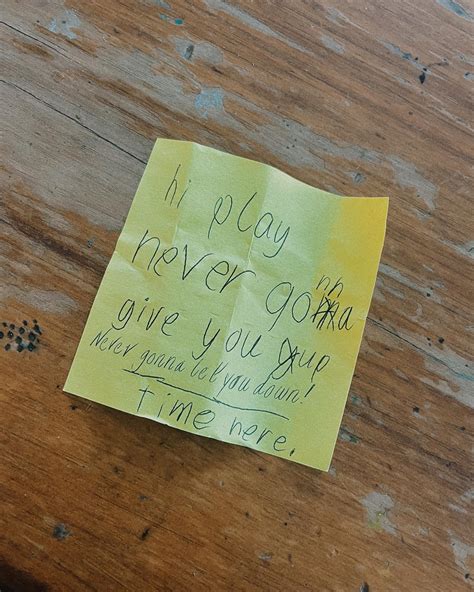 hi play
never gonna
give you up
Never gonna let you down!
time here.